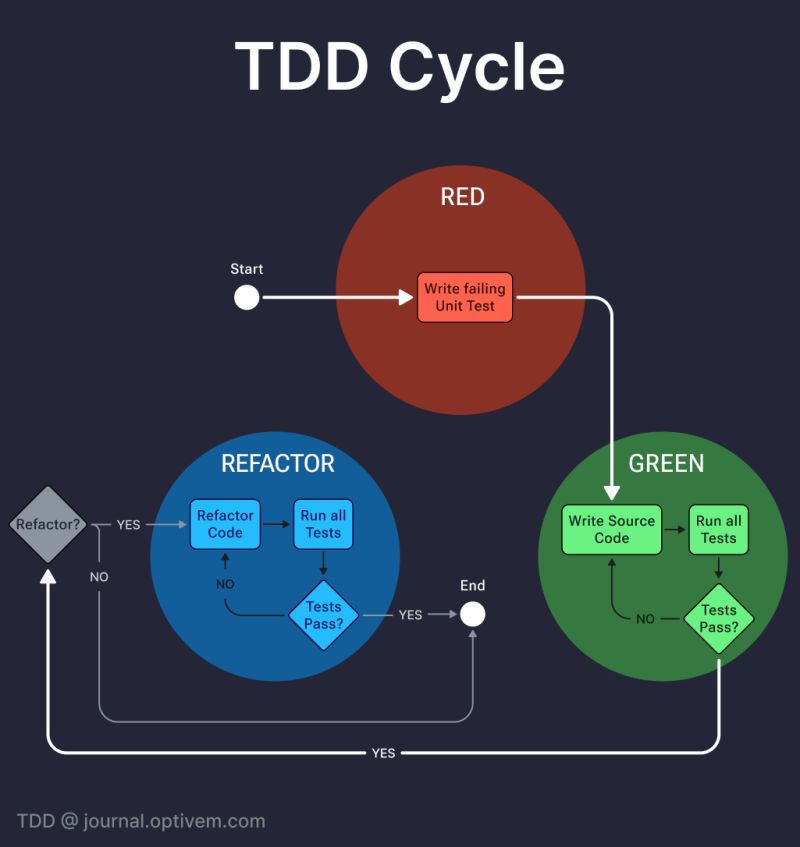 TDD Cycle
RED
Start
Write failing
Unit Test
REFACTOR
GREEN
Refactor?
YES
Refactor
Code
Run all
Tests
Write Source
Code
Run all
Tests
NO
NO
Tests
Pass?
YES
End
NO
Tests
Pass?
YES
TDD @ journal.optivem.com